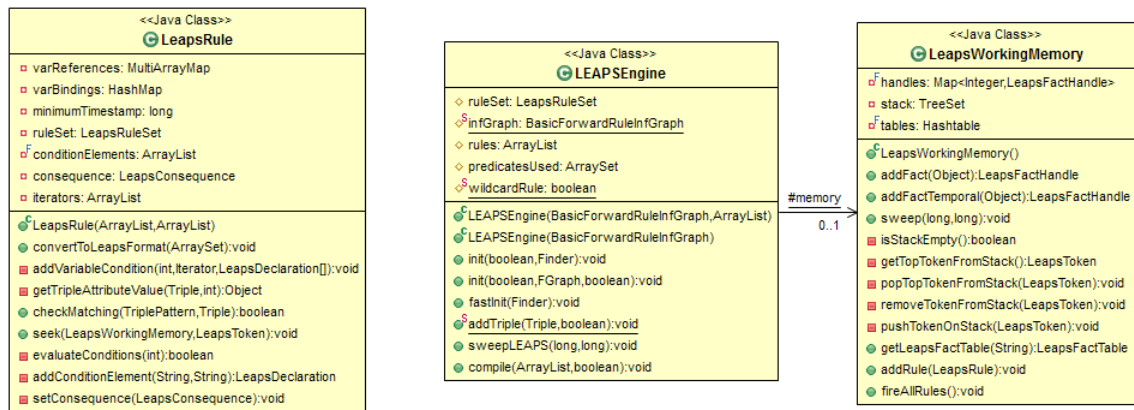 <<Java Class>>
LeapsRule
varReferences: MultiArrayMap
varBindings: HashMap
minimumTimestamp: long
ruleSet: LeapsRuleSet
conditionElements: ArrayList
consequence: LeapsConsequence
iterators: ArrayList
LeapsRule(ArrayList,ArrayList)
convertToLeapsFormat(ArraySet):void
addVariableCondition(int,Iterator,LeapsDeclaration[]):void
getTripleAttributeValue(Triple,int):Object
checkMatching(TriplePattern,Triple):boolean
seek(LeapsWorkingMemory,LeapsToken):void
evaluateConditions(int):boolean
addConditionElement(String,String):LeapsDeclaration
setConsequence(LeapsConsequence):void
<<Java Class>>
LEAPSEngine
ruleSet: LeapsRuleSet
infGraph: BasicForwardRuleInfGraph
rules: ArrayList
predicatesUsed: ArraySet
wildcardRule: boolean
LEAPSEngine(BasicForwardRuleInfGraph,ArrayList)
LEAPSEngine(BasicForwardRuleInfGraph)
init(boolean,Finder):void
init(boolean,FGraph,boolean):void
fastInit(Finder):void
addTriple(Triple,boolean):void
sweepLEAPS(long,long):void
compile(ArrayList,boolean):void
#memory
0..1
<<Java Class>>
LeapsWorkingMemory
handles: Map<Integer,LeapsFactHandle>
stack: TreeSet
tables: Hashtable
LeapsWorkingMemory()
addFact(Object):LeapsFactHandle
addFactTemporal(Object):LeapsFactHandle
sweep(long,long):void
isStackEmpty():boolean
getTopTokenFromStack():LeapsToken
popTopTokenFromStack(LeapsToken):void
removeTokenFromStack(LeapsToken):void
pushTokenOnStack(LeapsToken):void
getLeapsFactTable(String):LeapsFactTable
addRule(LeapsRule):void
fireAllRules():void